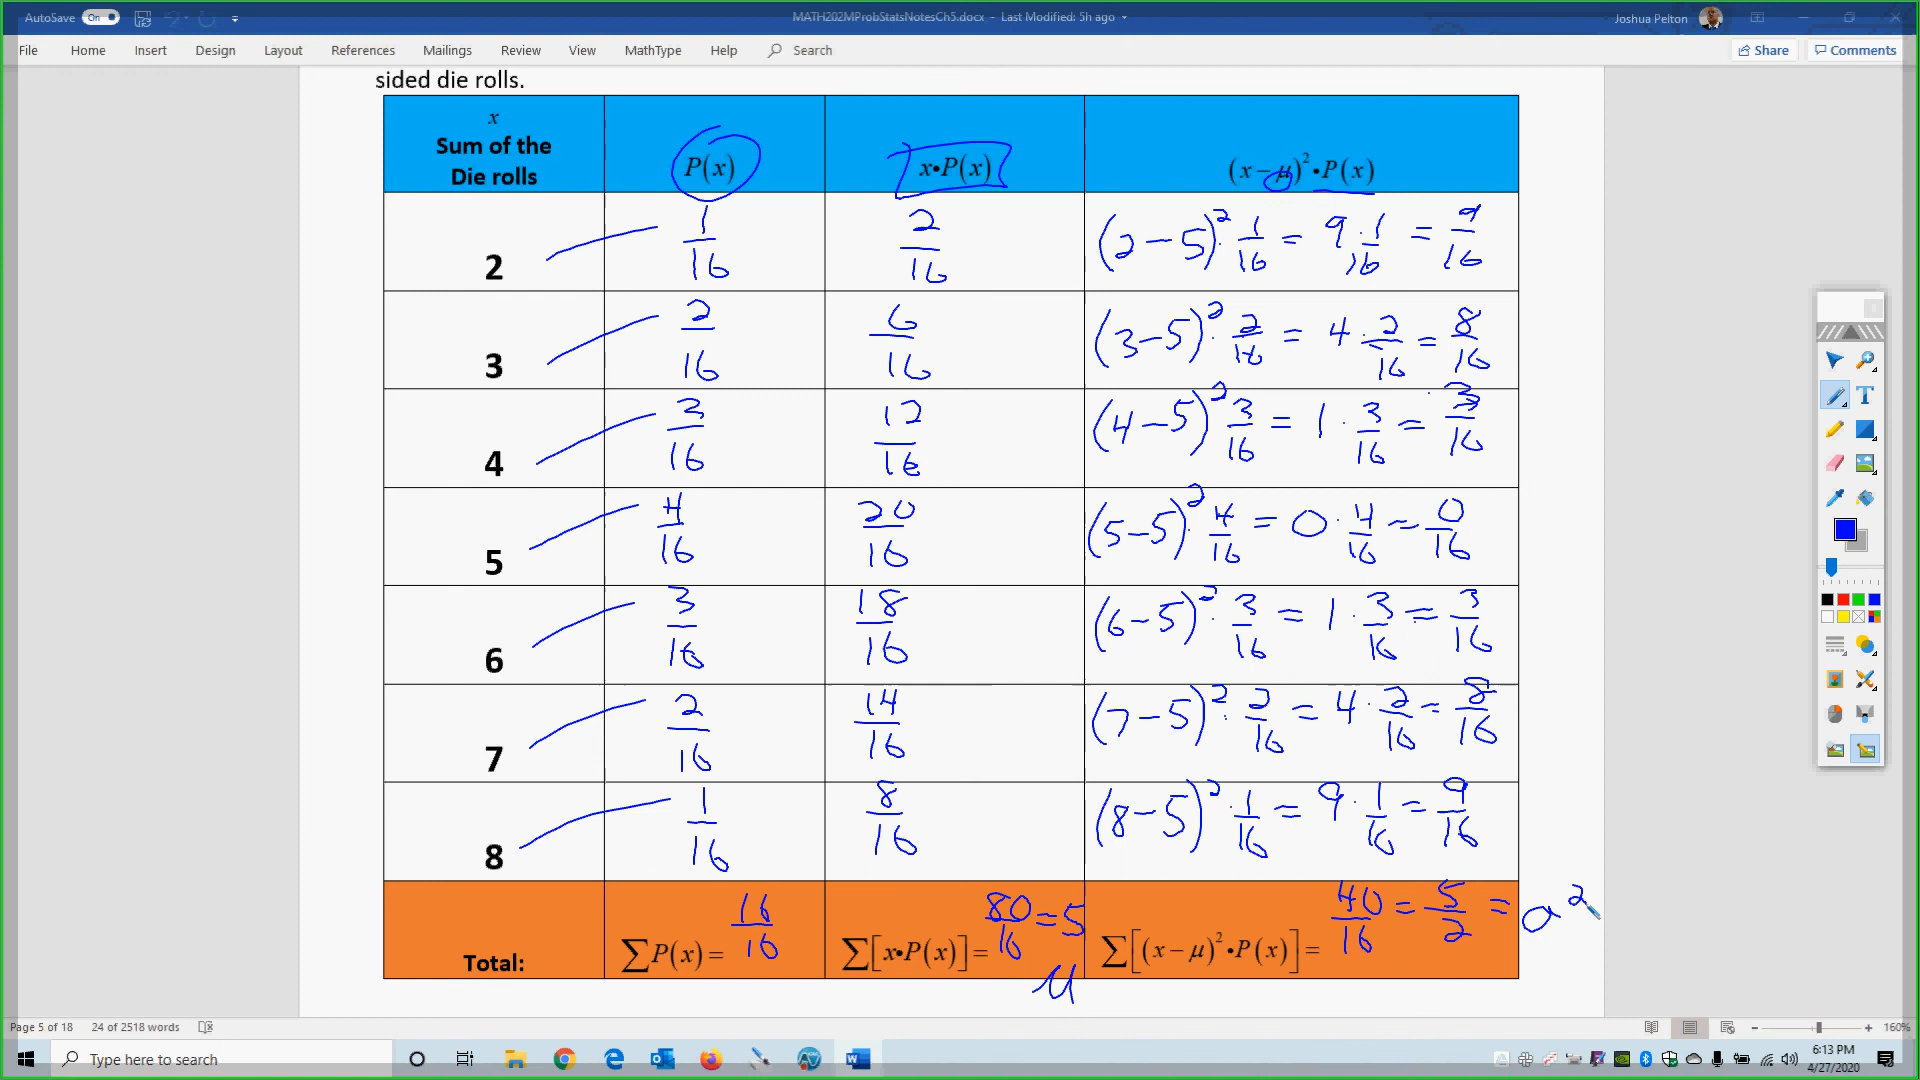 AutoSave On MATH202MProbStatsNotesCh5.docx - Last Modified: 5h ago Joshua Pelton
File Home Insert Design Layout References Mailings Review View MathType Help Search Share Comments
sided die rolls.
x
Sum of the
Die rolls
P(x)
x•P(x)
(x−μ)²•P(x)
2 1/16 2/16 (2−5)²·1/16 = 9·1/16 = 9/16
3 2/16 6/16 (3−5)²·2/16 = 4·2/16 = 8/16
4 3/16 12/16 (4−5)² 3/16 = 1·3/16 = 3/16
5 4/16 20/16 (5−5)²·4/16 = 0·4/16 = 0/16
6 3/16 18/16 (6−5)²·3/16 = 1·3/16 = 3/16
7 2/16 14/16 (7−5)²·2/16 = 4·2/16 = 8/16
8 1/16 8/16 (8−5)²·1/16 = 9·1/16 = 9/16
Total: ∑P(x) = 16/16 ∑[x•P(x)] = 80/16 = 5 ∑[(x−μ)²•P(x)] = 40/16 = 5/2 = σ²
μ
Page 5 of 18 24 of 2518 words 160%
Type here to search
6:13 PM
4/27/2020